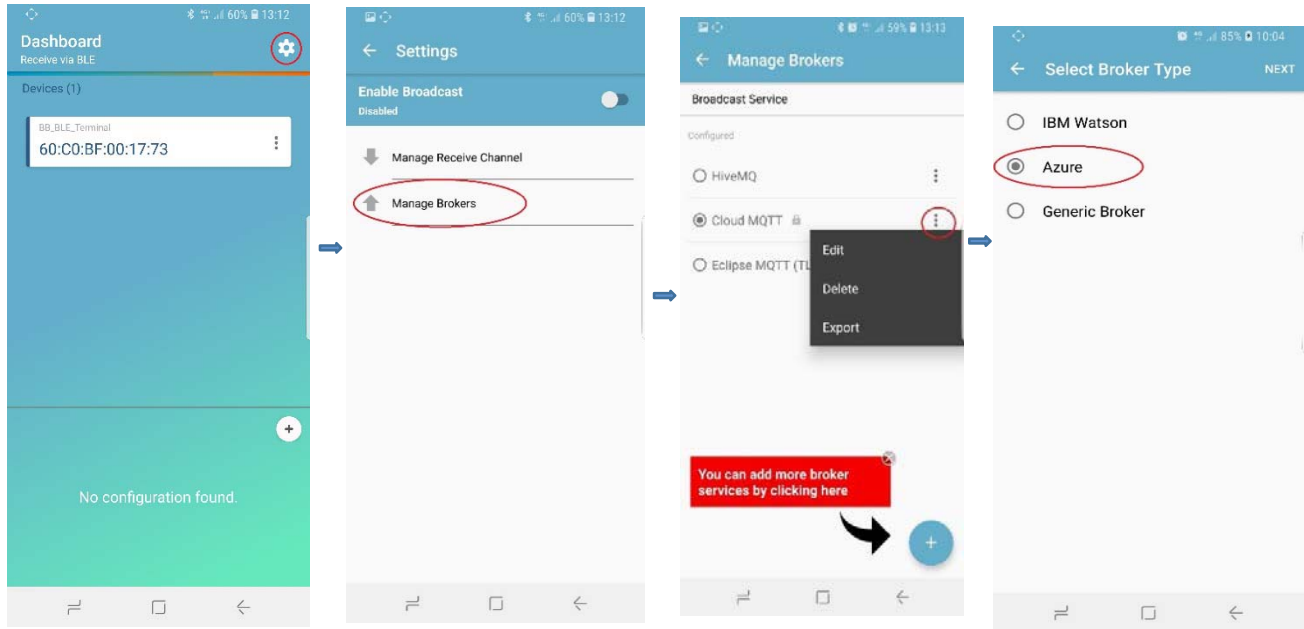 60% 13:12
Dashboard
Receive via BLE
Devices (1)
BB_BLE_Terminal
60:C0:BF:00:17:73
+
No configuration found.
60% 13:12
Settings
Enable Broadcast
Disabled
Manage Receive Channel
Manage Brokers
59% 13:13
Manage Brokers
Broadcast Service
Configured
HiveMQ
Cloud MQTT
Eclipse MQTT (TL
Edit
Delete
Export
You can add more broker
services by clicking here
+
85% 10:04
Select Broker Type NEXT
IBM Watson
Azure
Generic Broker